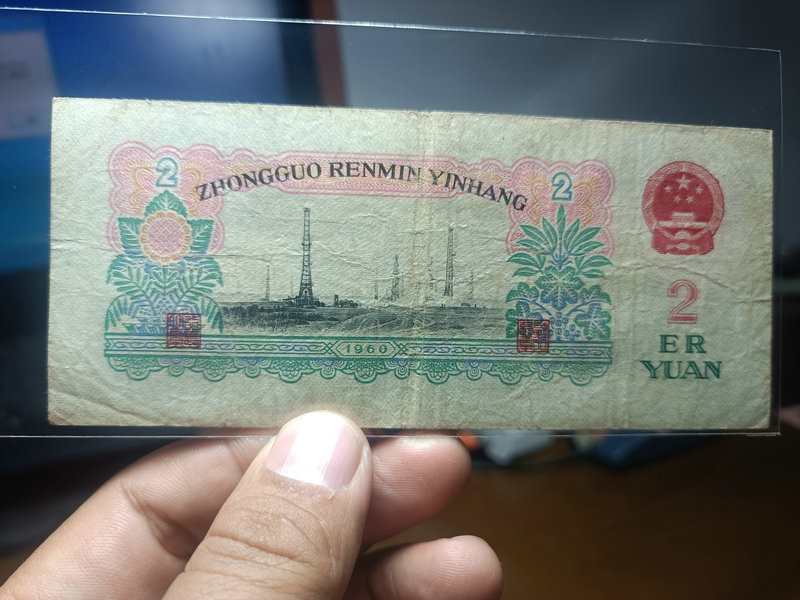 2 2
ZHONGGUO RENMIN YINHANG
2
ER
YUAN
1960